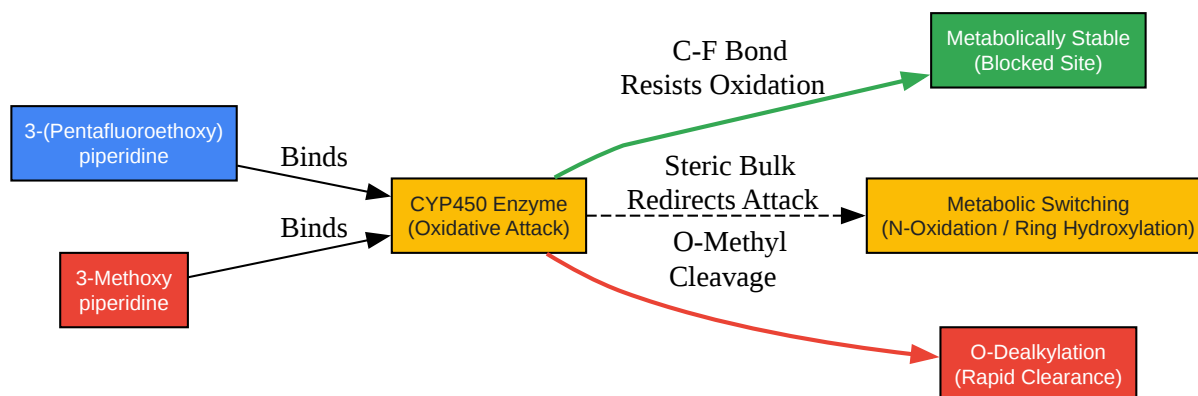 3-(Pentafluoroethoxy)
piperidine
3-Methoxy
piperidine
Binds
Binds
CYP450 Enzyme
(Oxidative Attack)
C-F Bond
Resists Oxidation
Steric Bulk
Redirects Attack
O-Methyl
Cleavage
Metabolically Stable
(Blocked Site)
Metabolic Switching
(N-Oxidation / Ring Hydroxylation)
O-Dealkylation
(Rapid Clearance)